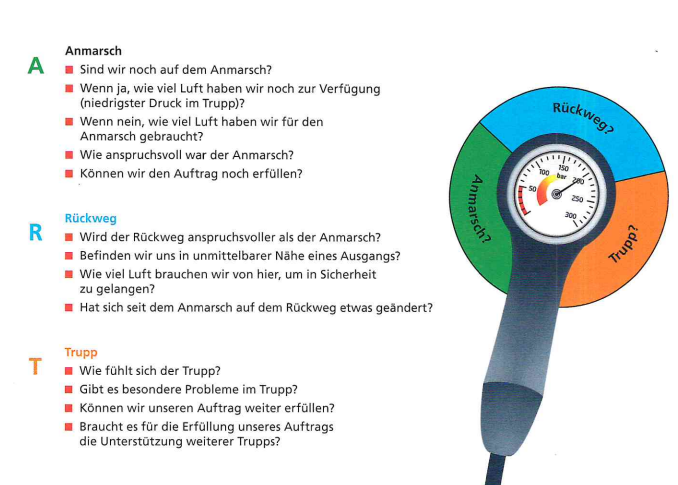 Anmarsch
A
Sind wir noch auf dem Anmarsch?
Wenn ja, wie viel Luft haben wir noch zur Verfügung
(niedrigster Druck im Trupp)?
Wenn nein, wie viel Luft haben wir für den
Anmarsch gebraucht?
Wie anspruchsvoll war der Anmarsch?
Können wir den Auftrag noch erfüllen?
Rückweg
R
Wird der Rückweg anspruchsvoller als der Anmarsch?
Befinden wir uns in unmittelbarer Nähe eines Ausgangs?
Wie viel Luft brauchen wir von hier, um in Sicherheit
zu gelangen?
Hat sich seit dem Anmarsch auf dem Rückweg etwas geändert?
Trupp
T
Wie fühlt sich der Trupp?
Gibt es besondere Probleme im Trupp?
Können wir unseren Auftrag weiter erfüllen?
Braucht es für die Erfüllung unseres Auftrags
die Unterstützung weiterer Trupps?
Rückweg?
Anmarsch?
Trupp?
50
100
150
200
250
300
bar